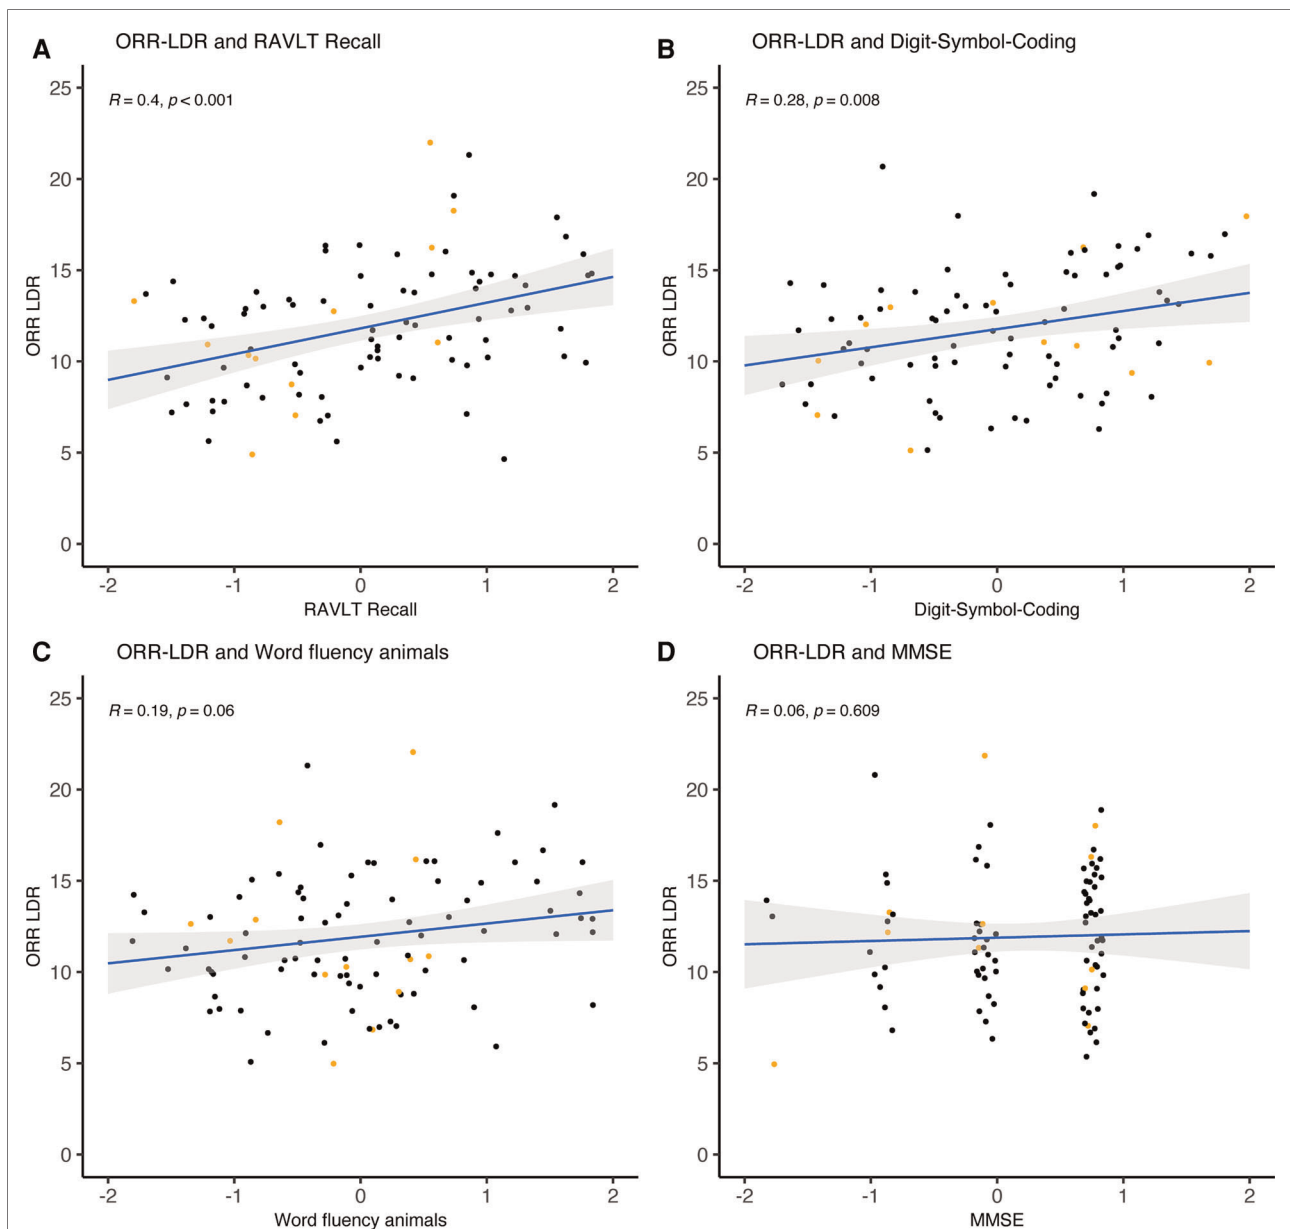 A ORR-LDR and RAVLT Recall
R = 0.4, p < 0.001
25
20
15
10
5
0
ORR LDR
-2 -1 0 1 2
RAVLT Recall
B ORR-LDR and Digit-Symbol-Coding
R = 0.28, p = 0.008
25
20
15
10
5
0
ORR LDR
-2 -1 0 1 2
Digit-Symbol-Coding
C ORR-LDR and Word fluency animals
R = 0.19, p = 0.06
25
20
15
10
5
0
ORR LDR
-2 -1 0 1 2
Word fluency animals
D ORR-LDR and MMSE
R = 0.06, p = 0.609
25
20
15
10
5
0
ORR LDR
-2 -1 0 1 2
MMSE